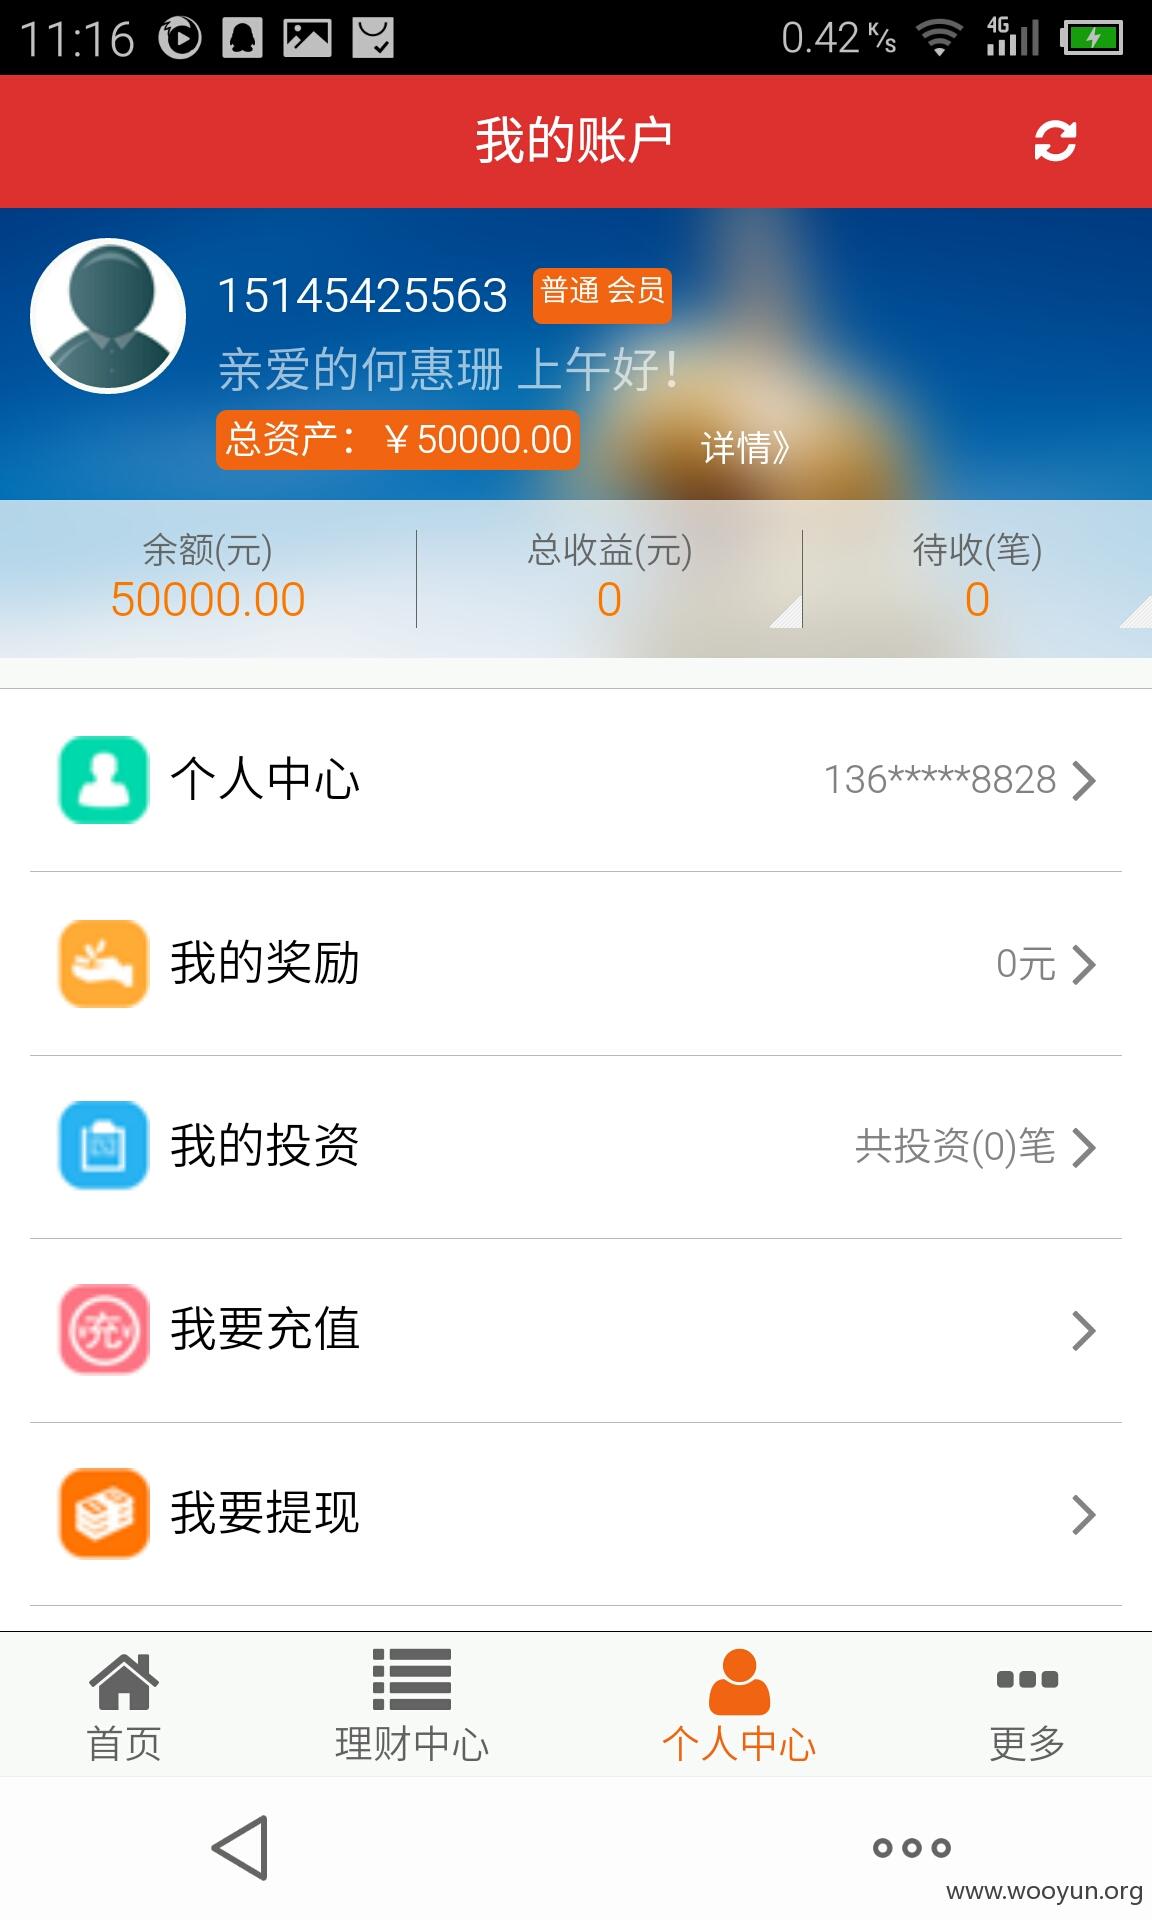 11:16
0.42 K/s
4G
我的账户
15145425563 普通 会员
亲爱的何惠珊 上午好!
总资产：￥50000.00
详情》
余额(元) 总收益(元) 待收(笔)
50000.00 0 0
个人中心 136*****8828
我的奖励 0元
我的投资 共投资(0)笔
充
我要充值
我要提现
首页 理财中心 个人中心 更多
www.wooyun.org